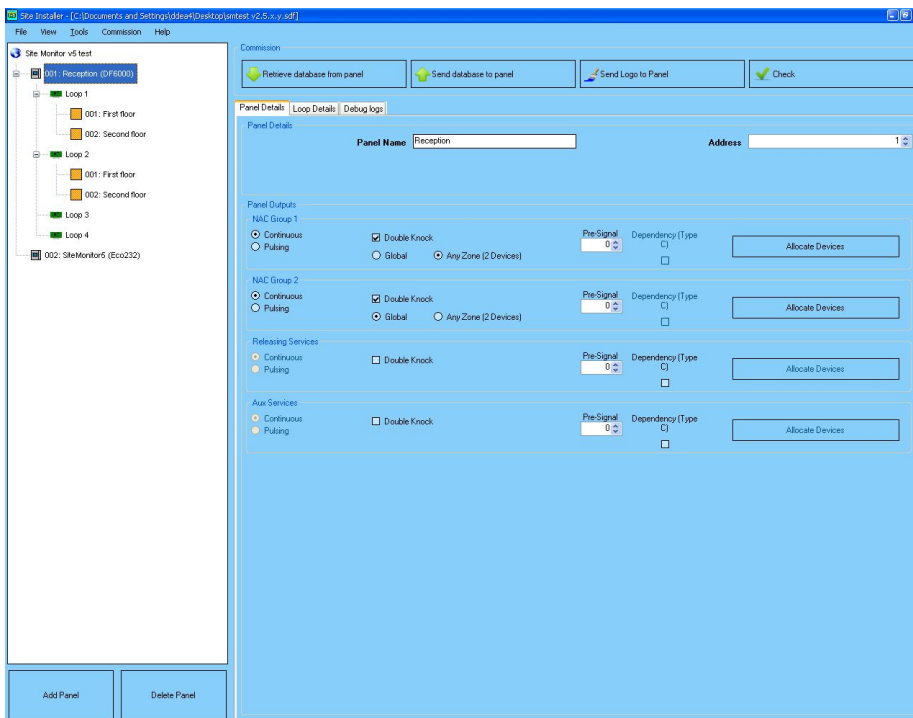 Site Installer - [C:\Documents and Settings\ddea4\Desktop\smtest v2.5.x.y.sdf]
File View Tools Commission Help
Site Monitor v5 test
001: Reception (DF6000)
Loop 1
001: First floor
002: Second floor
Loop 2
001: First floor
002: Second floor
Loop 3
Loop 4
002: SiteMonitor5 (Eco232)
Add Panel
Delete Panel
Commission
Retrieve database from panel
Send database to panel
Send Logo to Panel
Check
Panel Details Loop Details Debug logs
Panel Details
Panel Name Reception Address 1
Panel Outputs
NAC Group 1
Continuous
Pulsing
Double Knock
Global Any Zone (2 Devices)
Pre-Signal
0
Dependency (Type
C)
Allocate Devices
NAC Group 2
Continuous
Pulsing
Double Knock
Global Any Zone (2 Devices)
Pre-Signal
0
Dependency (Type
C)
Allocate Devices
Releasing Services
Continuous
Pulsing
Double Knock
Pre-Signal
0
Dependency (Type
C)
Allocate Devices
Aux Services
Continuous
Pulsing
Double Knock
Pre-Signal
0
Dependency (Type
C)
Allocate Devices